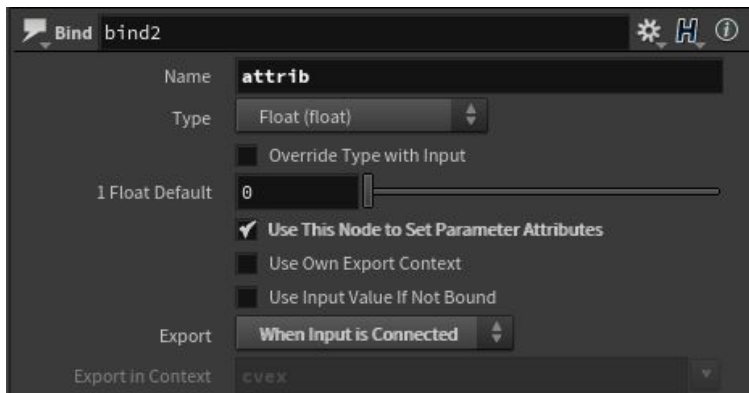 Bind bind2
Name attrib
Type Float (float)
Override Type with Input
1 Float Default 0
Use This Node to Set Parameter Attributes
Use Own Export Context
Use Input Value If Not Bound
Export When Input is Connected
Export in Context cvex